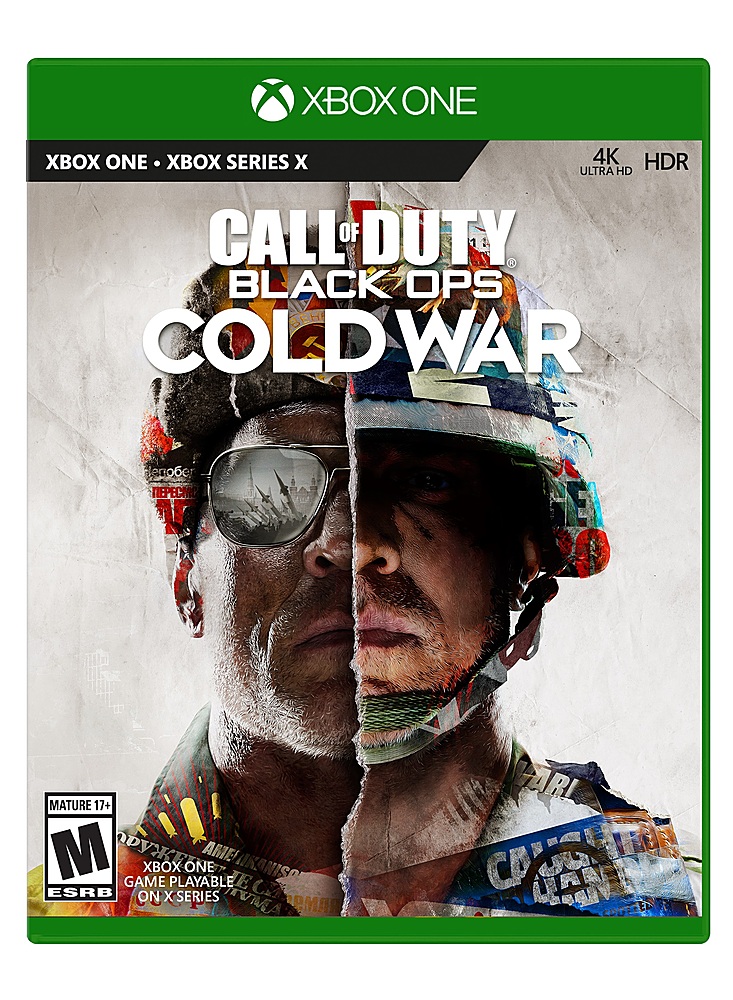 XBOX ONE
XBOX ONE • XBOX SERIES X
4K
ULTRA HD
HDR
CALL OF DUTY®
BLACK OPS
COLD WAR
MATURE 17+
M
ESRB
XBOX ONE
GAME PLAYABLE
ON X SERIES
CAUGHT